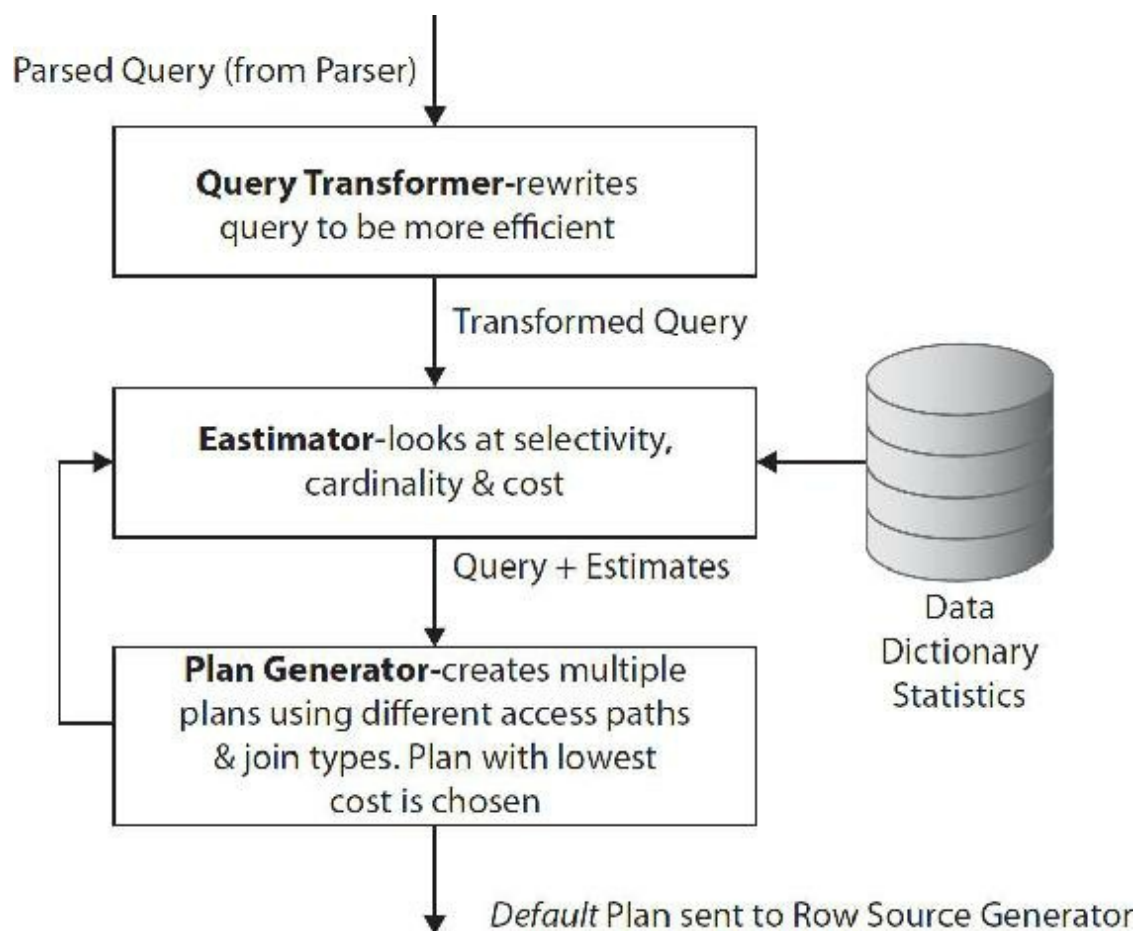 Parsed Query (from Parser)
Query Transformer-rewrites
query to be more efficient
Transformed Query
Eastimator-looks at selectivity,
cardinality & cost
Query + Estimates
Data
Dictionary
Statistics
Plan Generator-creates multiple
plans using different access paths
& join types. Plan with lowest
cost is chosen
Default Plan sent to Row Source Generator